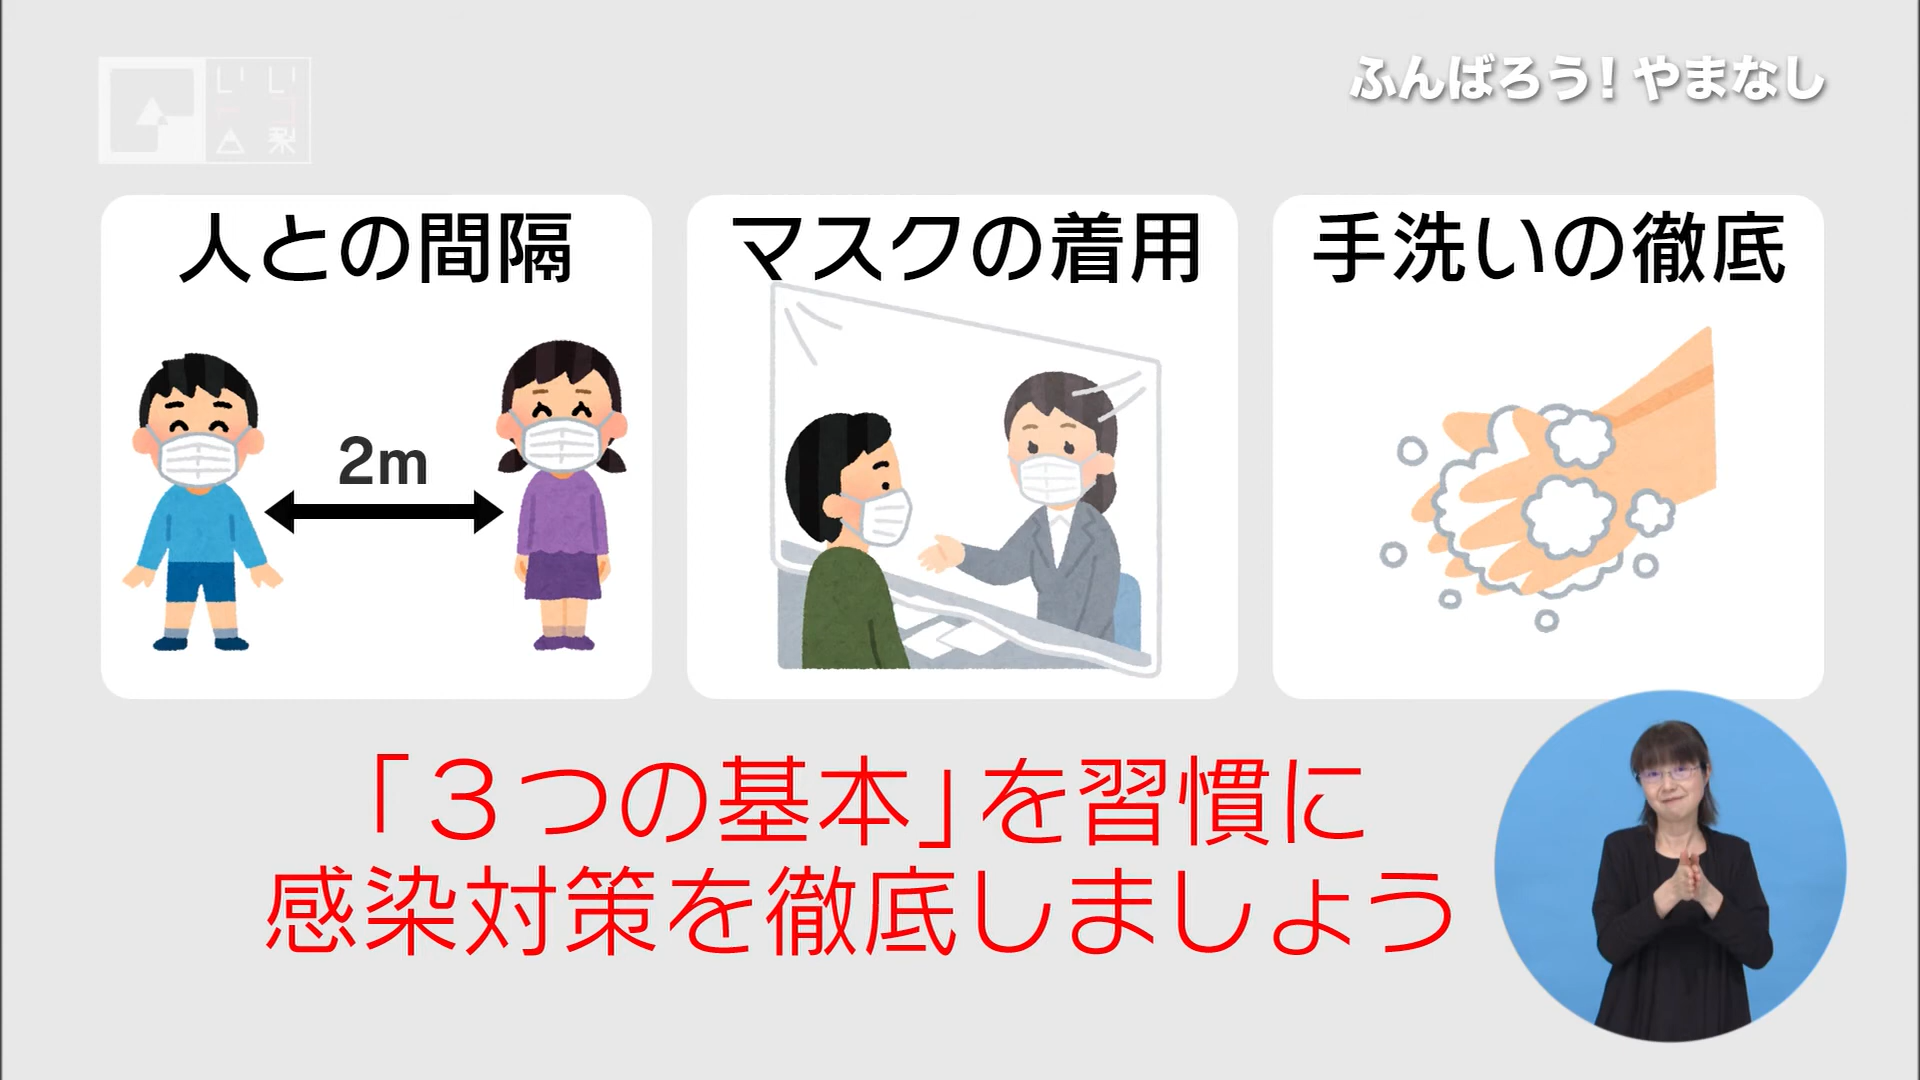 ふんばろう！やまなし
人との間隔
マスクの着用
手洗いの徹底
2m
「３つの基本」を習慣に
感染対策を徹底しましょう